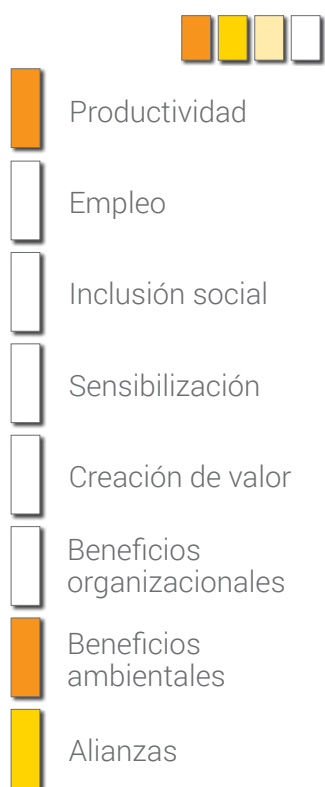 Productividad
Empleo
Inclusión social
Sensibilización
Creación de valor
Beneficios
organizacionales
Beneficios
ambientales
Alianzas